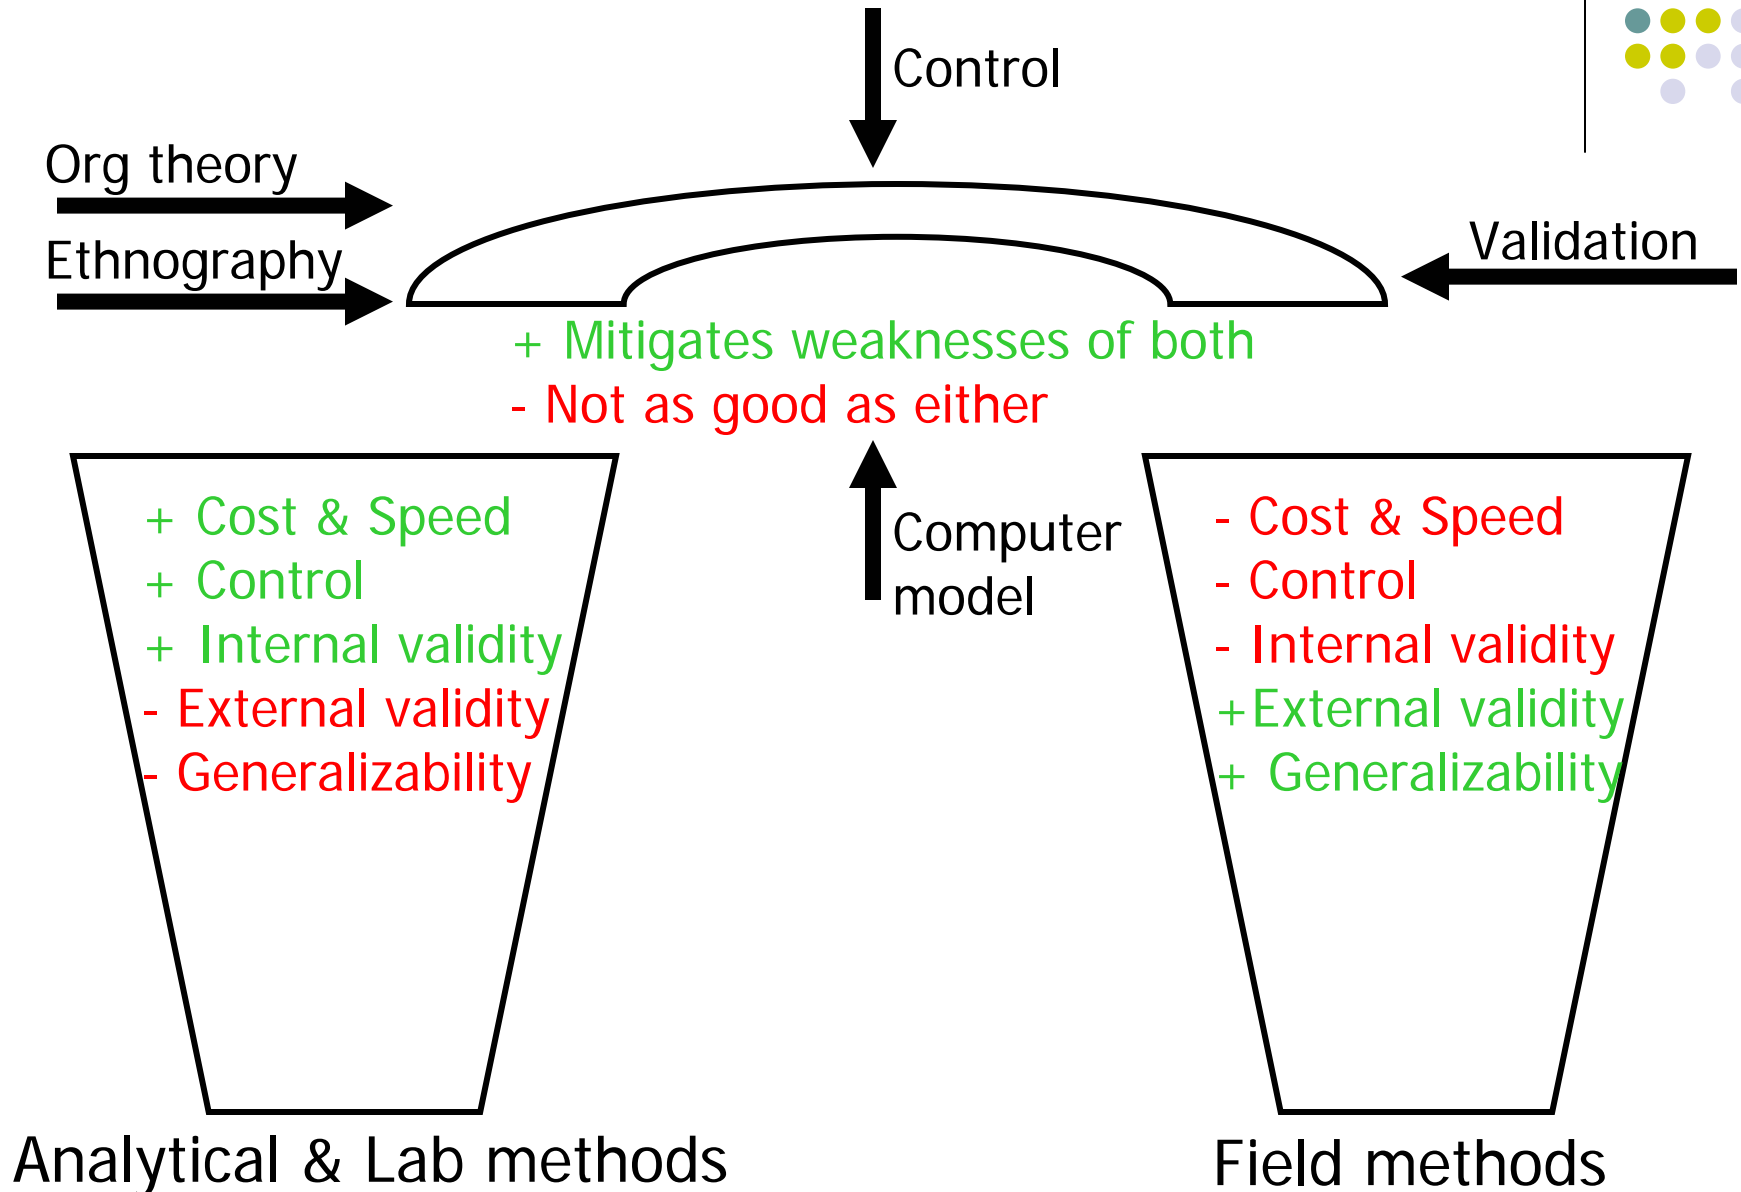 Control
Org theory
Ethnography
Validation
+ Mitigates weaknesses of both
- Not as good as either
+ Cost & Speed
+ Control
+ Internal validity
- External validity
- Generalizability
Computer
model
- Cost & Speed
- Control
- Internal validity
+External validity
+ Generalizability
Analytical & Lab methods
Field methods